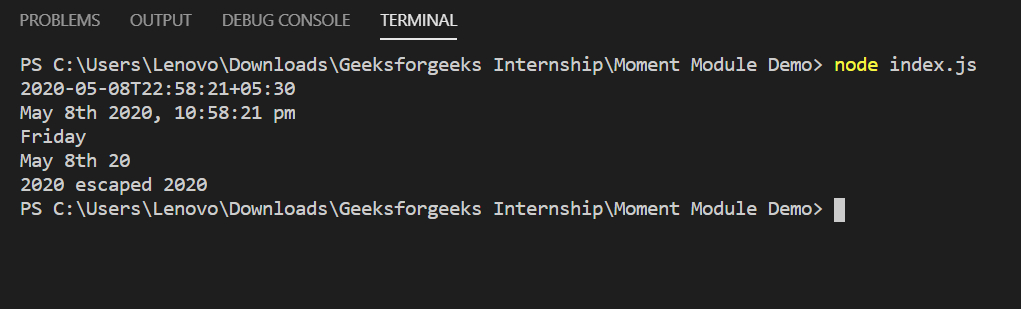 PROBLEMS OUTPUT DEBUG CONSOLE TERMINAL
PS C:\Users\Lenovo\Downloads\Geeksforgeeks Internship\Moment Module Demo> node index.js
2020-05-08T22:58:21+05:30
May 8th 2020, 10:58:21 pm
Friday
May 8th 20
2020 escaped 2020
PS C:\Users\Lenovo\Downloads\Geeksforgeeks Internship\Moment Module Demo>